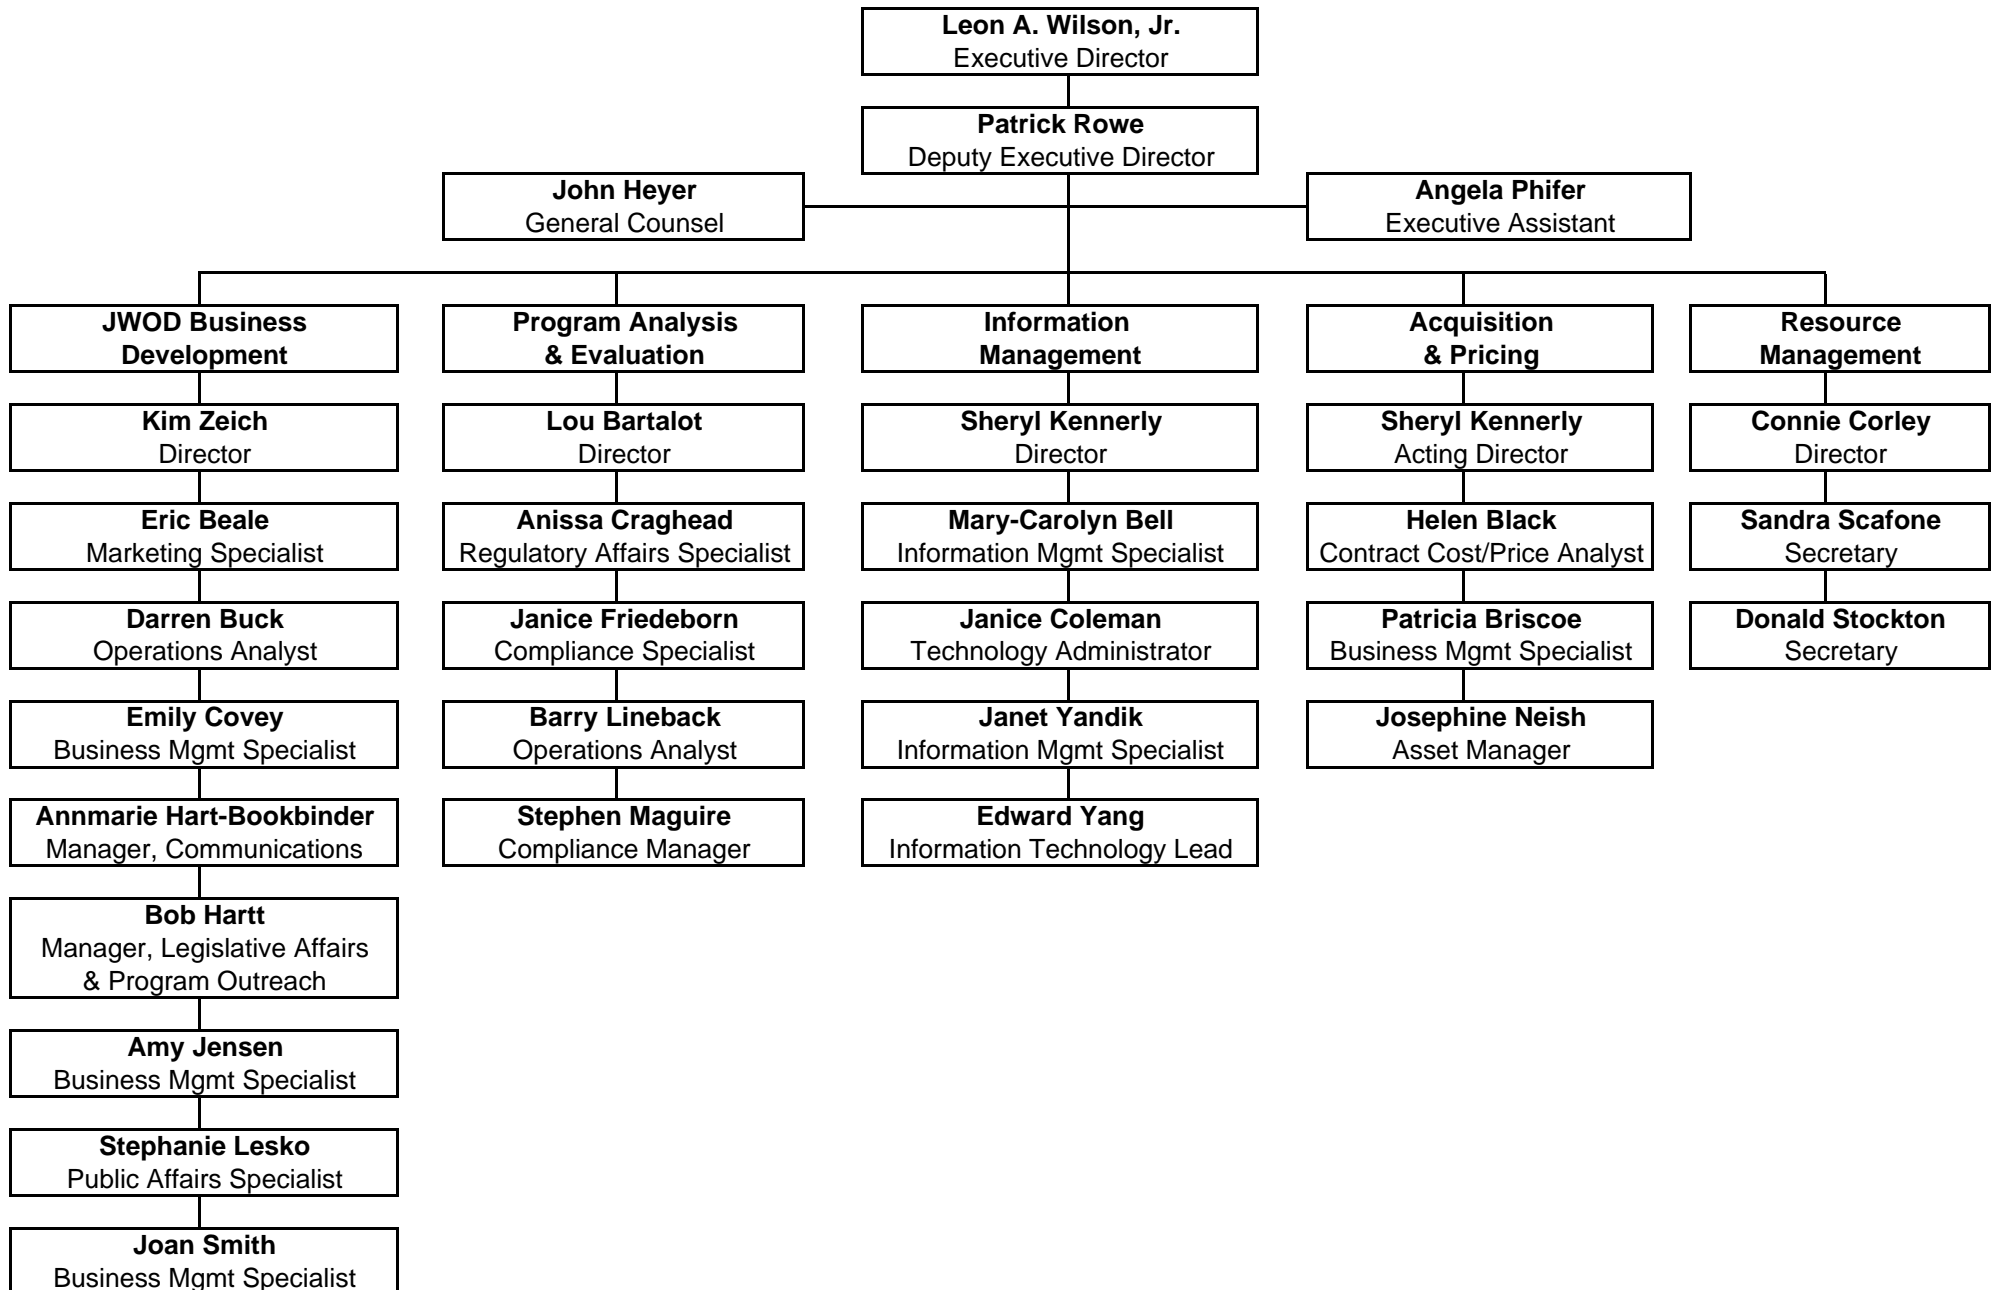 Leon A. Wilson, Jr.
Executive Director
Patrick Rowe
Deputy Executive Director
John Heyer
General Counsel
Angela Phifer
Executive Assistant
JWOD Business
Development
Kim Zeich
Director
Eric Beale
Marketing Specialist
Darren Buck
Operations Analyst
Emily Covey
Business Mgmt Specialist
Annmarie Hart-Bookbinder
Manager, Communications
Bob Hartt
Manager, Legislative Affairs
& Program Outreach
Amy Jensen
Business Mgmt Specialist
Stephanie Lesko
Public Affairs Specialist
Joan Smith
Business Mgmt Specialist
Program Analysis
& Evaluation
Lou Bartalot
Director
Anissa Craghead
Regulatory Affairs Specialist
Janice Friedeborn
Compliance Specialist
Barry Lineback
Operations Analyst
Stephen Maguire
Compliance Manager
Information
Management
Sheryl Kennerly
Director
Mary-Carolyn Bell
Information Mgmt Specialist
Janice Coleman
Technology Administrator
Janet Yandik
Information Mgmt Specialist
Edward Yang
Information Technology Lead
Acquisition
& Pricing
Sheryl Kennerly
Acting Director
Helen Black
Contract Cost/Price Analyst
Patricia Briscoe
Business Mgmt Specialist
Josephine Neish
Asset Manager
Resource
Management
Connie Corley
Director
Sandra Scafone
Secretary
Donald Stockton
Secretary